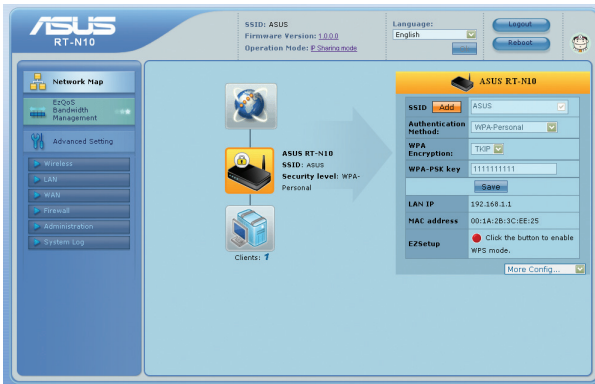 ASUS
RT-N10
SSID: ASUS
Firmware Version: 1.0.0.0
Operation Mode: IP Sharing mode
Language:
English
Logout
Reboot
Network Map
EzQoS
Bandwidth
Management
Advanced Setting
Wireless
LAN
WAN
Firewall
Administration
System Log
ASUS RT-N10
SSID: ASUS
Security level: WPA-
Personal
Clients: 1
ASUS RT-N10
SSID Add ASUS
Authentication
Method: WPA-Personal
WPA
Encryption: TKIP
WPA-PSK key 1111111111
Save
LAN IP 192.168.1.1
MAC address 00:1A:2B:3C:EE:25
EZSetup Click the button to enable
WPS mode.
More Config...